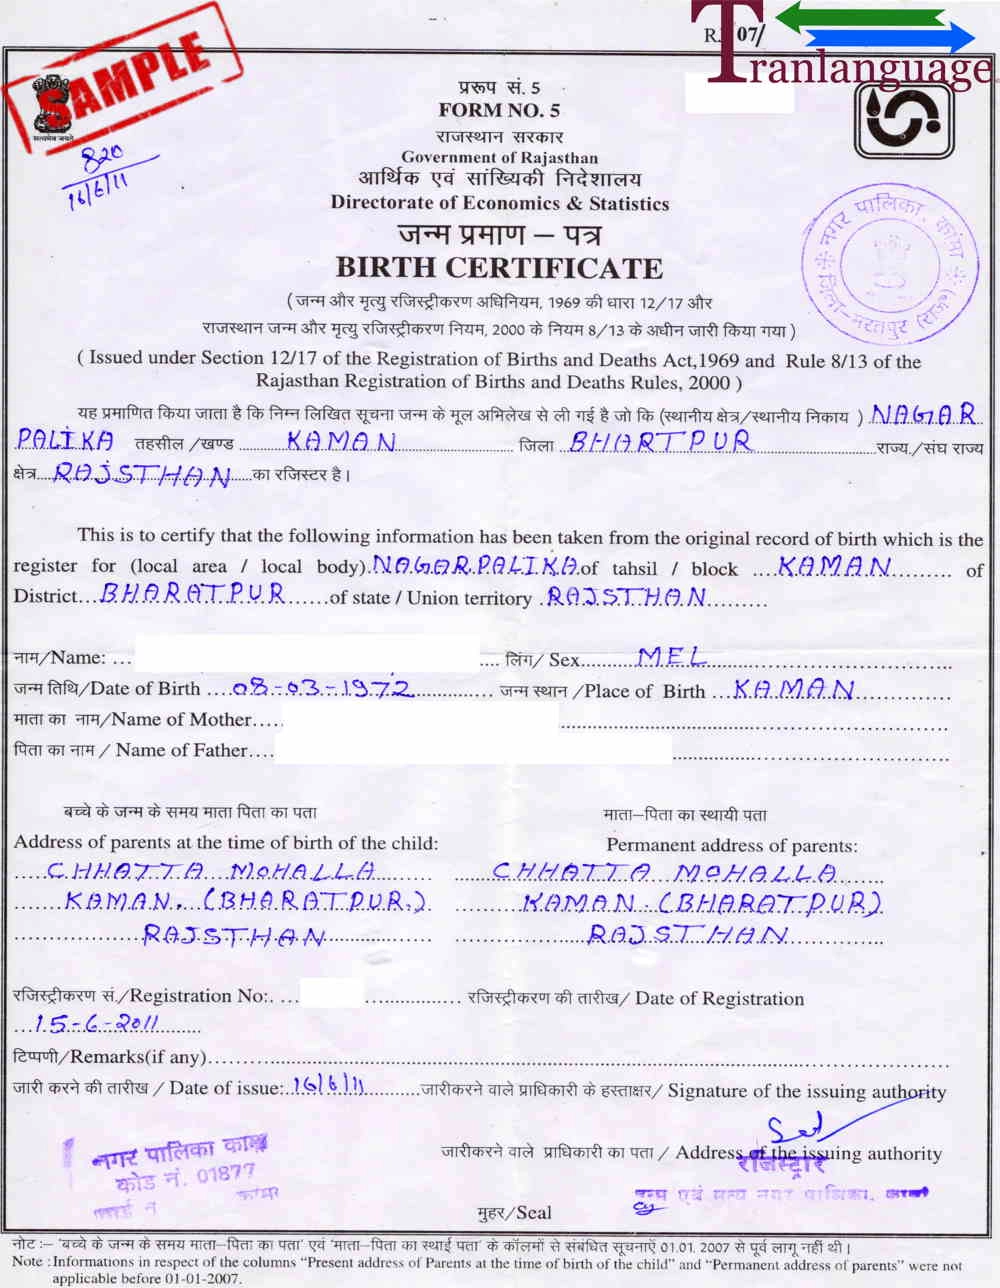 RJ 07/
Tranlanguage
SAMPLE
सत्यमेव जयते
820
16/6/11
प्ररूप सं. 5
FORM NO. 5
राजस्थान सरकार
Government of Rajasthan
आर्थिक एवं सांख्यिकी निदेशालय
Directorate of Economics & Statistics
जन्म प्रमाण – पत्र
BIRTH CERTIFICATE
नगर पालिका, कांमा
जिला-भरतपुर (राज०)
( जन्म और मृत्यु रजिस्ट्रीकरण अधिनियम, 1969 की धारा 12/17 और
राजस्थान जन्म और मृत्यु रजिस्ट्रीकरण नियम, 2000 के नियम 8/13 के अधीन जारी किया गया )
( Issued under Section 12/17 of the Registration of Births and Deaths Act,1969 and Rule 8/13 of the
Rajasthan Registration of Births and Deaths Rules, 2000 )
यह प्रमाणित किया जाता है कि निम्न लिखित सूचना जन्म के मूल अभिलेख से ली गई है जो कि (स्थानीय क्षेत्र/स्थानीय निकाय ) NAGAR
PALIKA तहसील /खण्ड ..... KAMAN ..... जिला ..BHARTPUR.....राज्य./संघ राज्य
क्षेत्र....RAJSTHAN.....का रजिस्टर है।
This is to certify that the following information has been taken from the original record of birth which is the
register for (local area / local body).NAGAR PALIKA.of tahsil / block ....KAMAN......... of
District...BHARATPUR......of state / Union territory .RAJSTHAN.........
नाम/Name: ... .... लिंग/ Sex.........MEL.....
जन्म तिथि/Date of Birth ....08-03-1972............. जन्म स्थान /Place of Birth ...KAMAN.............
माता का नाम/Name of Mother.....
पिता का नाम / Name of Father....
बच्चे के जन्म के समय माता पिता का पता माता–पिता का स्थायी पता
Address of parents at the time of birth of the child: Permanent address of parents:
....CHHATTA MOHALLA....... .....CHHATTA MOHALLA.......
.......KAMAN. (BHARATPUR.) .........KAMAN. (BHARATPUR)
.................RAJSTHAN.............. .................RAJSTHAN.............
रजिस्ट्रीकरण सं./Registration No:. ... ................ रजिस्ट्रीकरण की तारीख/ Date of Registration
...15-6-2011.......
टिप्पणी/Remarks(if any).....
जारी करने की तारीख / Date of issue:..16/6/11.........जारीकरने वाले प्राधिकारी के हस्ताक्षर/ Signature of the issuing authority
जारीकरने वाले प्राधिकारी का पता / Address of the issuing authority
नगर पालिका कामा
कोड नं. 01877
रजिस्ट्रार
जन्म एवं मृत्यु नगर पालिका, कामां
मुहर/Seal
नोट :– 'बच्चे के जन्म के समय माता–पिता का पता' एवं 'माता–पिता का स्थाई पता' के कॉलमों से संबंधित सूचनाऐं 01.01. 2007 से पूर्व लागू नहीं थी।
Note :Informations in respect of the columns “Present address of Parents at the time of birth of the child” and “Permanent address of parents” were not
applicable before 01-01-2007.